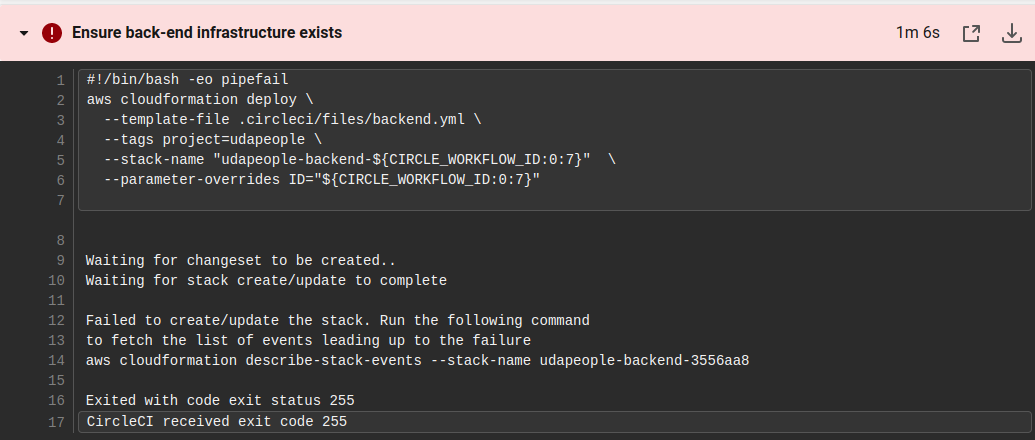 Ensure back-end infrastructure exists 1m 6s
1 #!/bin/bash -eo pipefail
2 aws cloudformation deploy \
3   --template-file .circleci/files/backend.yml \
4   --tags project=udapeople \
5   --stack-name "udapeople-backend-${CIRCLE_WORKFLOW_ID:0:7}"  \
6   --parameter-overrides ID="${CIRCLE_WORKFLOW_ID:0:7}"
7
8
9 Waiting for changeset to be created..
10 Waiting for stack create/update to complete
11
12 Failed to create/update the stack. Run the following command
13 to fetch the list of events leading up to the failure
14 aws cloudformation describe-stack-events --stack-name udapeople-backend-3556aa8
15
16 Exited with code exit status 255
17 CircleCI received exit code 255